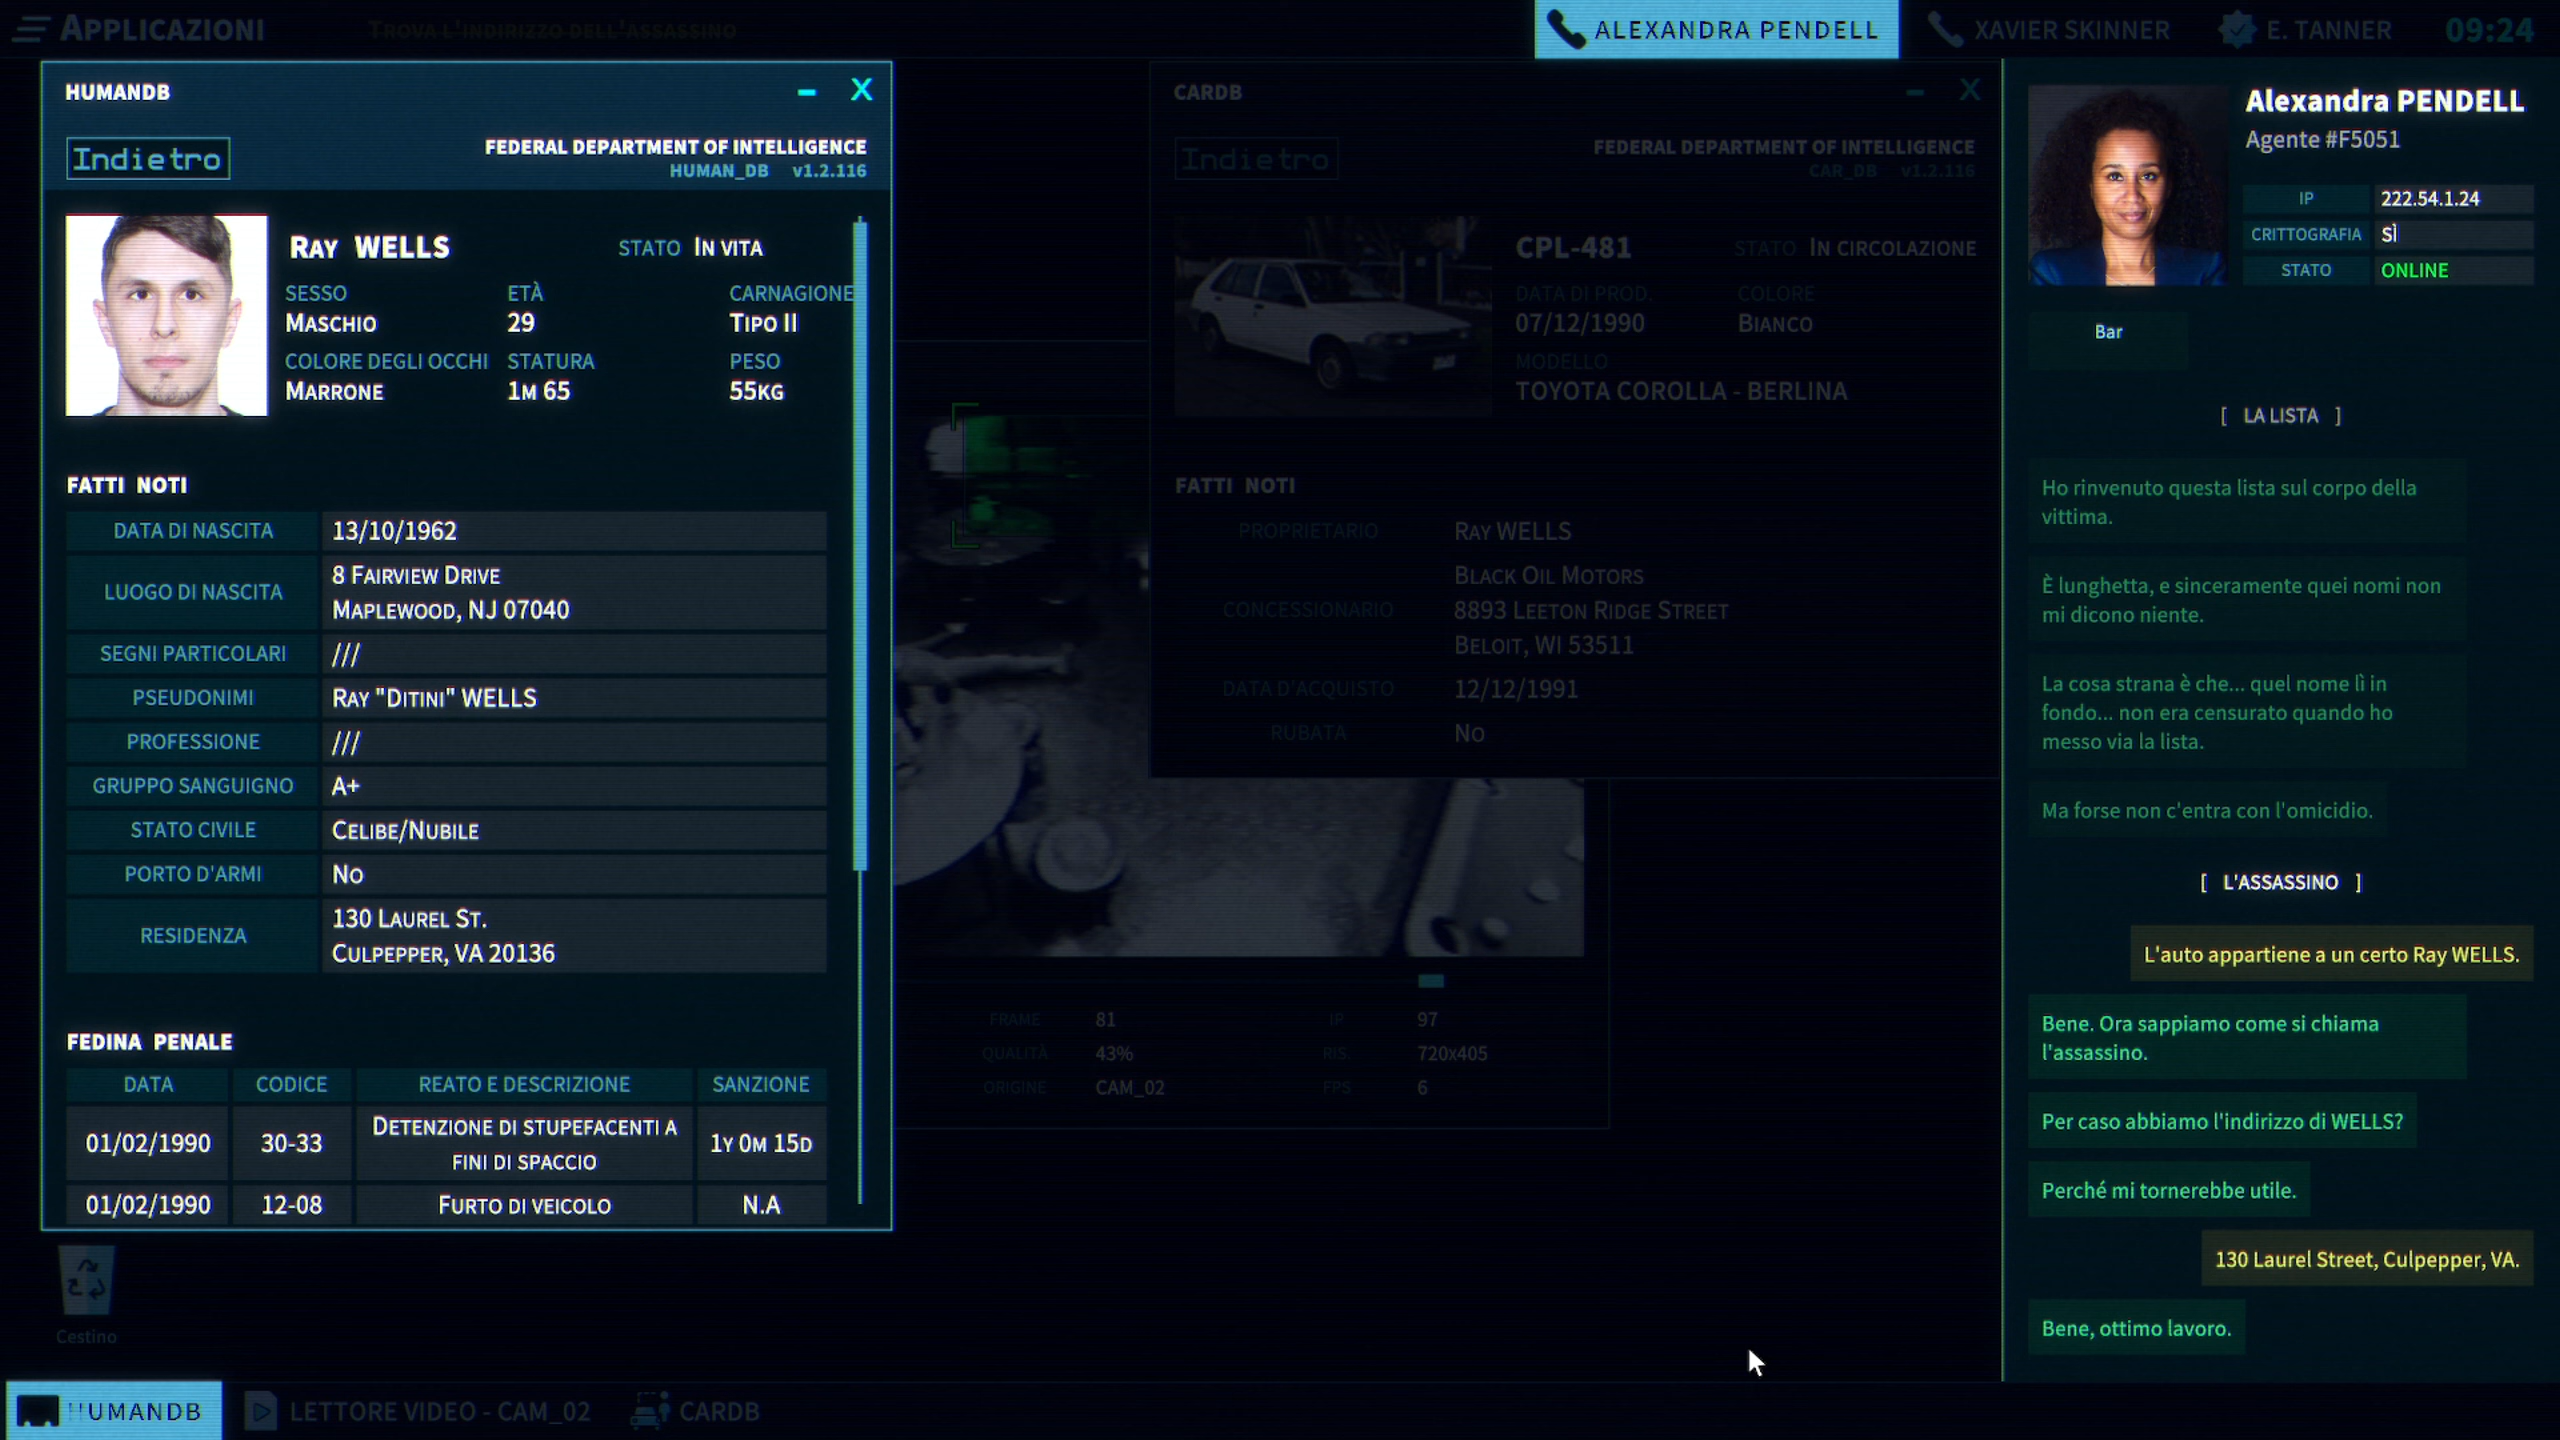 APPLICAZIONI
TROVA L'INDIRIZZO DELL'ASSASSINO
ALEXANDRA PENDELL
XAVIER SKINNER
E. TANNER
09:24
HUMANDB
Indietro
FEDERAL DEPARTMENT OF INTELLIGENCE
HUMAN_DB v1.2.116
RAY WELLS
STATO IN VITA
SESSO ETÀ CARNAGIONE
MASCHIO 29 TIPO II
COLORE DEGLI OCCHI STATURA PESO
MARRONE 1M 65 55KG
FATTI NOTI
DATA DI NASCITA 13/10/1962
LUOGO DI NASCITA 8 FAIRVIEW DRIVE
MAPLEWOOD, NJ 07040
SEGNI PARTICOLARI ///
PSEUDONIMI RAY "DITINI" WELLS
PROFESSIONE ///
GRUPPO SANGUIGNO A+
STATO CIVILE CELIBE/NUBILE
PORTO D'ARMI NO
RESIDENZA 130 LAUREL ST.
CULPEPPER, VA 20136
FEDINA PENALE
DATA CODICE REATO E DESCRIZIONE SANZIONE
01/02/1990 30-33 DETENZIONE DI STUPEFACENTI A
FINI DI SPACCIO 1Y 0M 15D
01/02/1990 12-08 FURTO DI VEICOLO N.A
CARDB
Indietro
FEDERAL DEPARTMENT OF INTELLIGENCE
CAR_DB v1.2.116
CPL-481 STATO IN CIRCOLAZIONE
DATA DI PROD. COLORE
07/12/1990 BIANCO
MODELLO
TOYOTA COROLLA - BERLINA
FATTI NOTI
PROPRIETARIO RAY WELLS
CONCESSIONARIO BLACK OIL MOTORS
8893 LEETON RIDGE STREET
BELOIT, WI 53511
DATA D'ACQUISTO 12/12/1991
RUBATA NO
FRAME 81 IP 97
QUALITÀ 43% RIS. 720x405
ORIGINE CAM_02 FPS 6
Alexandra PENDELL
Agente #F5051
IP 222.54.1.24
CRITTOGRAFIA SÌ
STATO ONLINE
Bar
[ LA LISTA ]
Ho rinvenuto questa lista sul corpo della
vittima.
È lunghetta, e sinceramente quei nomi non
mi dicono niente.
La cosa strana è che... quel nome lì in
fondo... non era censurato quando ho
messo via la lista.
Ma forse non c'entra con l'omicidio.
[ L'ASSASSINO ]
L'auto appartiene a un certo Ray WELLS.
Bene. Ora sappiamo come si chiama
l'assassino.
Per caso abbiamo l'indirizzo di WELLS?
Perché mi tornerebbe utile.
130 Laurel Street, Culpepper, VA.
Bene, ottimo lavoro.
Cestino
HUMANDB
LETTORE VIDEO - CAM_02
CARDB